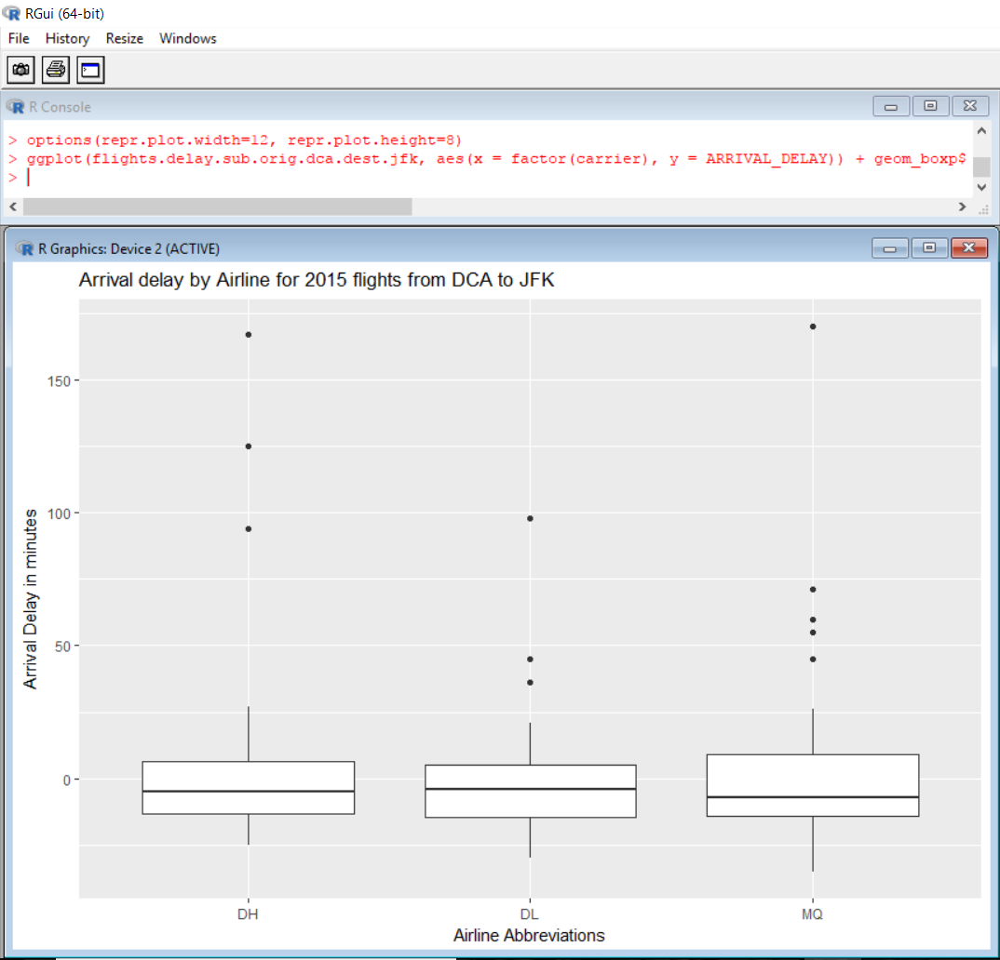 RGui (64-bit)
File History Resize Windows
R Console
> options(repr.plot.width=12, repr.plot.height=8)
> ggplot(flights.delay.sub.orig.dca.dest.jfk, aes(x = factor(carrier), y = ARRIVAL_DELAY)) + geom_boxp$
>
R Graphics: Device 2 (ACTIVE)
Arrival delay by Airline for 2015 flights from DCA to JFK
150
100
50
0
Arrival Delay in minutes
DH DL MQ
Airline Abbreviations